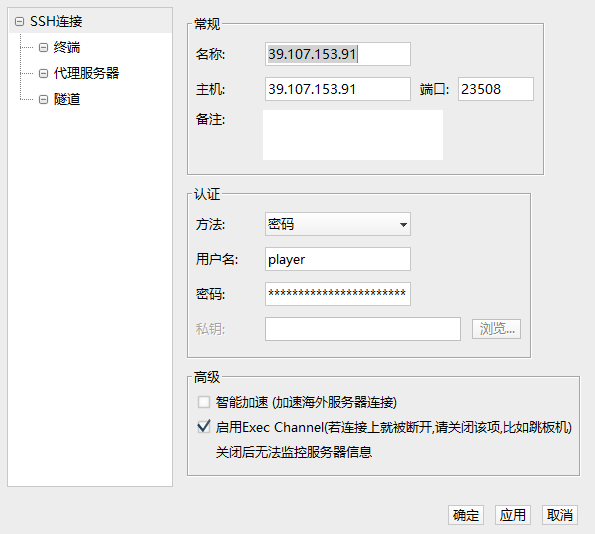 SSH连接
终端
代理服务器
隧道
常规
名称: 39.107.153.91
主机: 39.107.153.91 端口: 23508
备注:
认证
方法: 密码
用户名: player
密码: ***********************
私钥: 浏览...
高级
智能加速 (加速海外服务器连接)
启用Exec Channel(若连接上就被断开,请关闭该项,比如跳板机)
关闭后无法监控服务器信息
确定 应用 取消